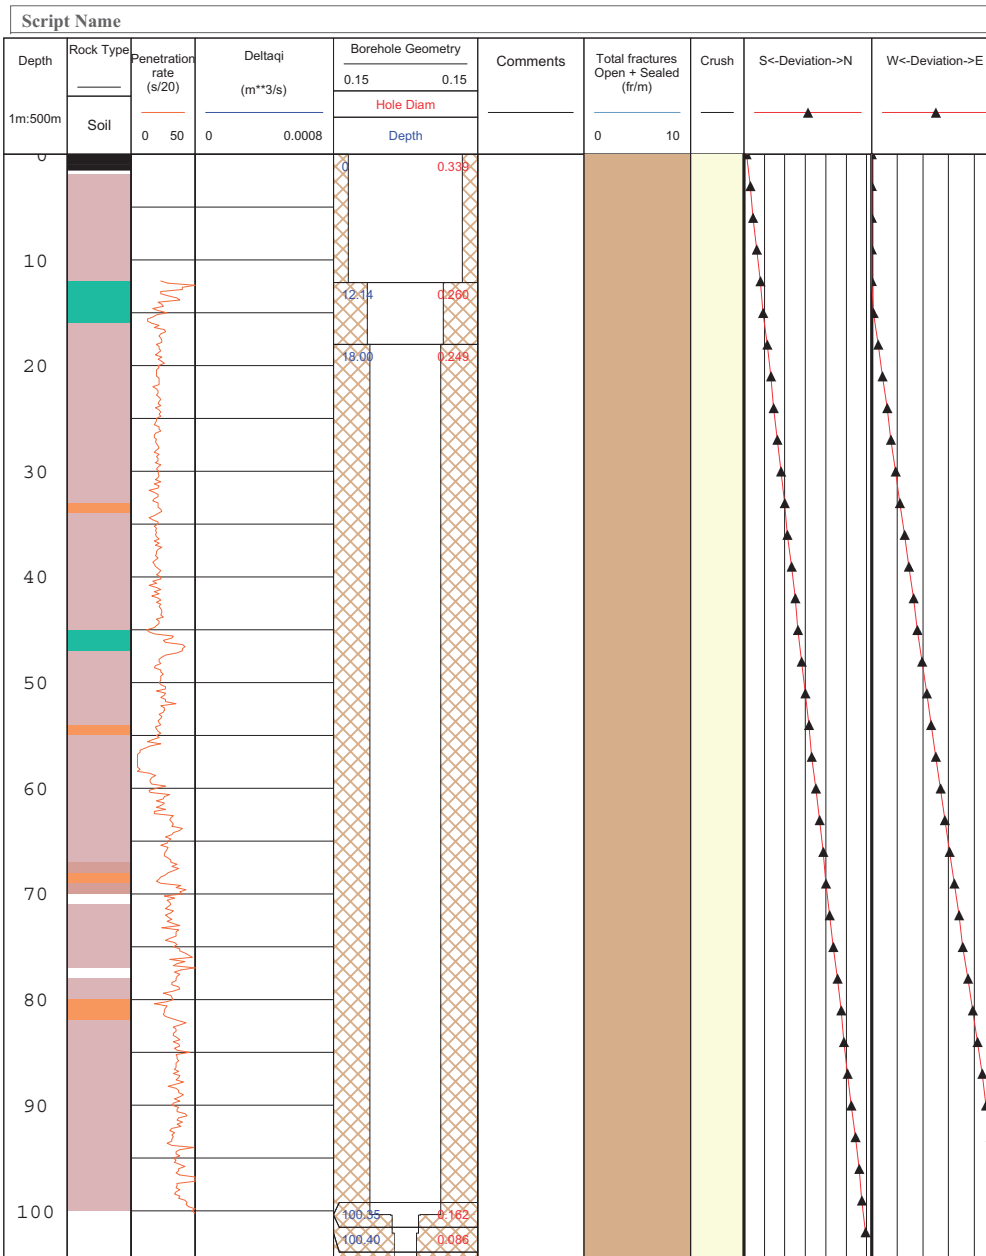 Script Name
Depth
1m:500m
Rock Type
Soil
Penetration
rate
(s/20)
0 50
Deltaqi
(m**3/s)
0 0.0008
Borehole Geometry
0.15 0.15
Hole Diam
Depth
Comments
Total fractures
Open + Sealed
(fr/m)
0 10
Crush
S<-Deviation->N
W<-Deviation->E
0
0 0.339
10
12.14 0.260
18.00 0.249
20
30
40
50
60
70
80
90
100
100.35 0.162
100.40 0.086